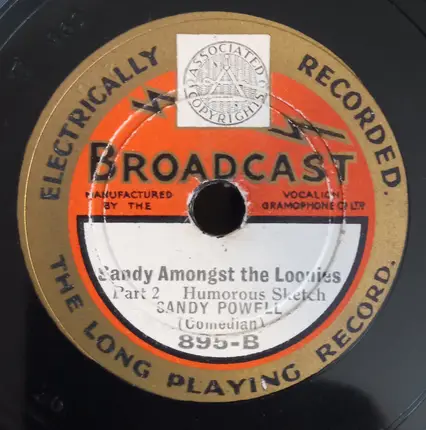 ELECTRICALLY RECORDED.
ASSOCIATED
COPYRIGHTS
BROADCAST
MANUFACTURED VOCALION
BY THE GRAMOPHONE CO LTD
Sandy Amongst the Loonies
Part 2 Humorous Sketch
SANDY POWELL
(Comedian)
895-B
THE LONG PLAYING RECORD.